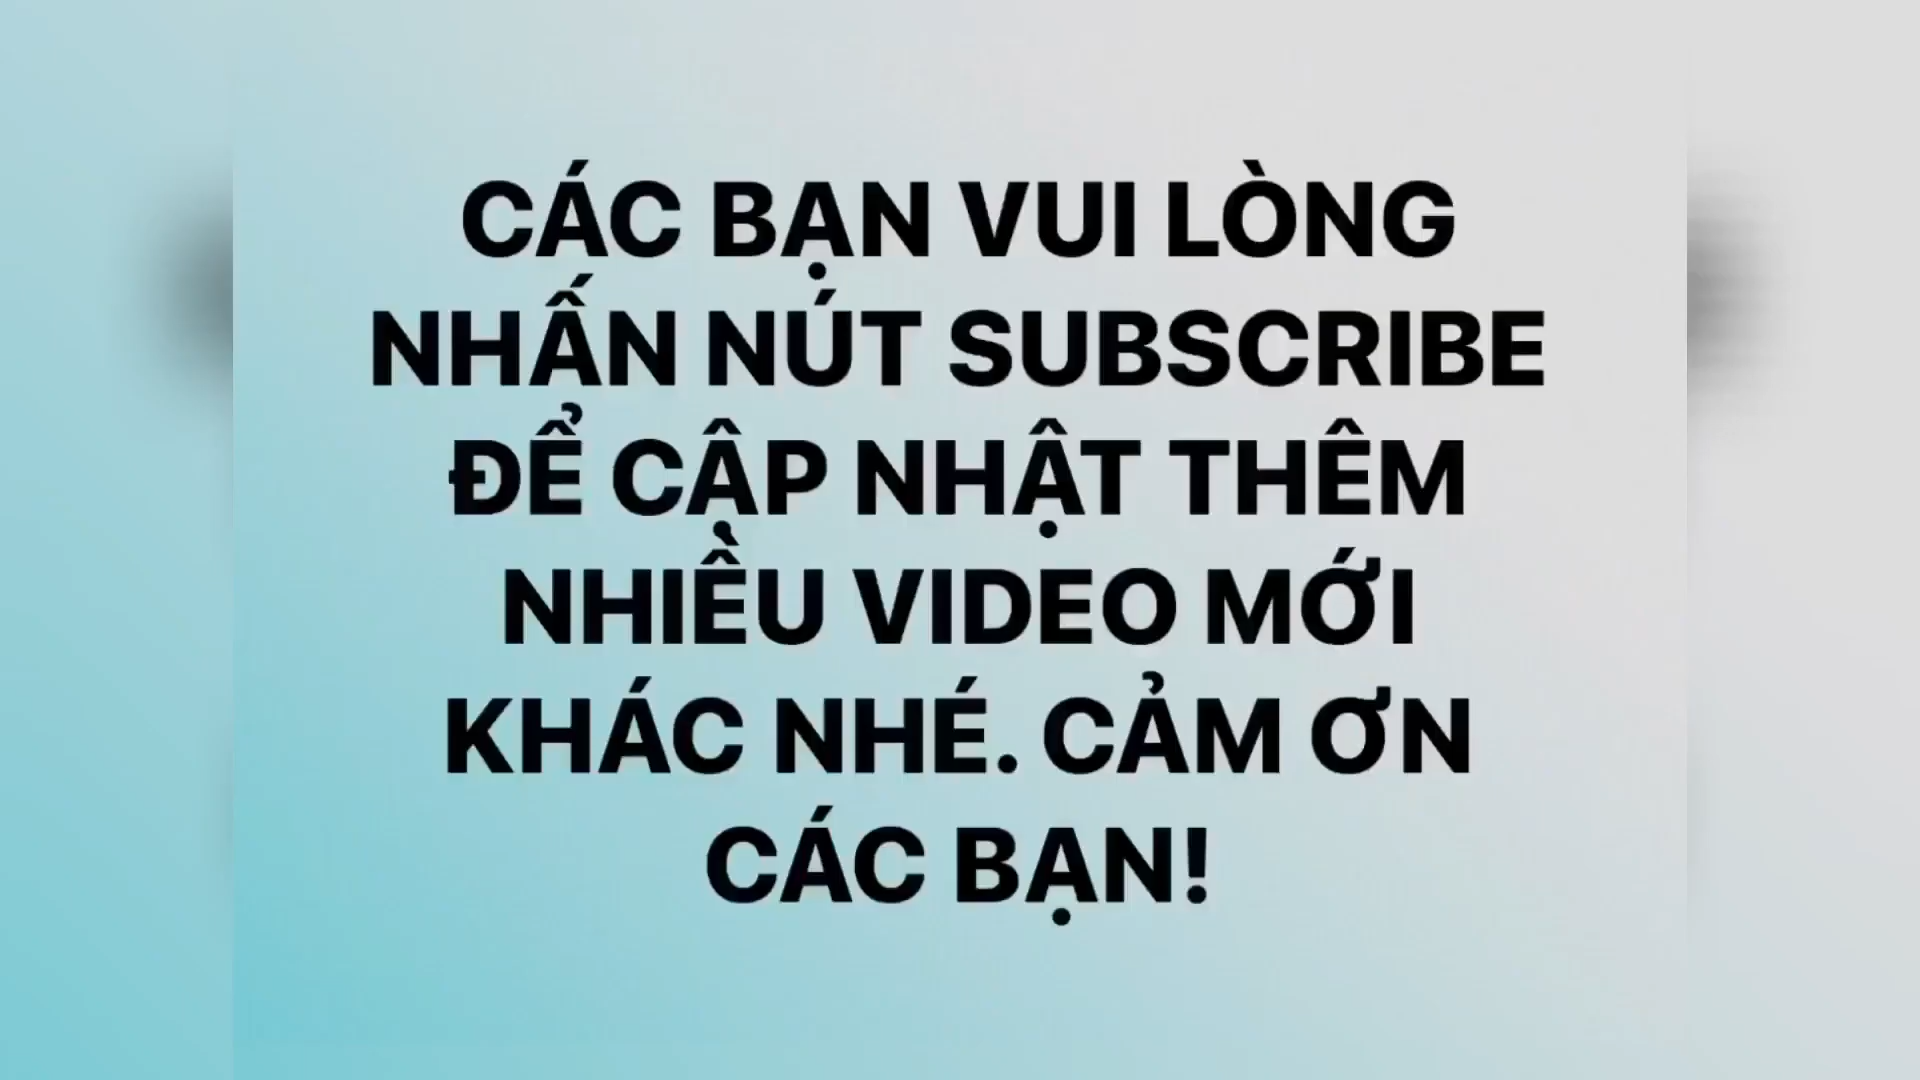 CÁC BẠN VUI LÒNG
NHẤN NÚT SUBSCRIBE
ĐỂ CẬP NHẬT THÊM
NHIỀU VIDEO MỚI
KHÁC NHÉ. CẢM ƠN
CÁC BẠN!